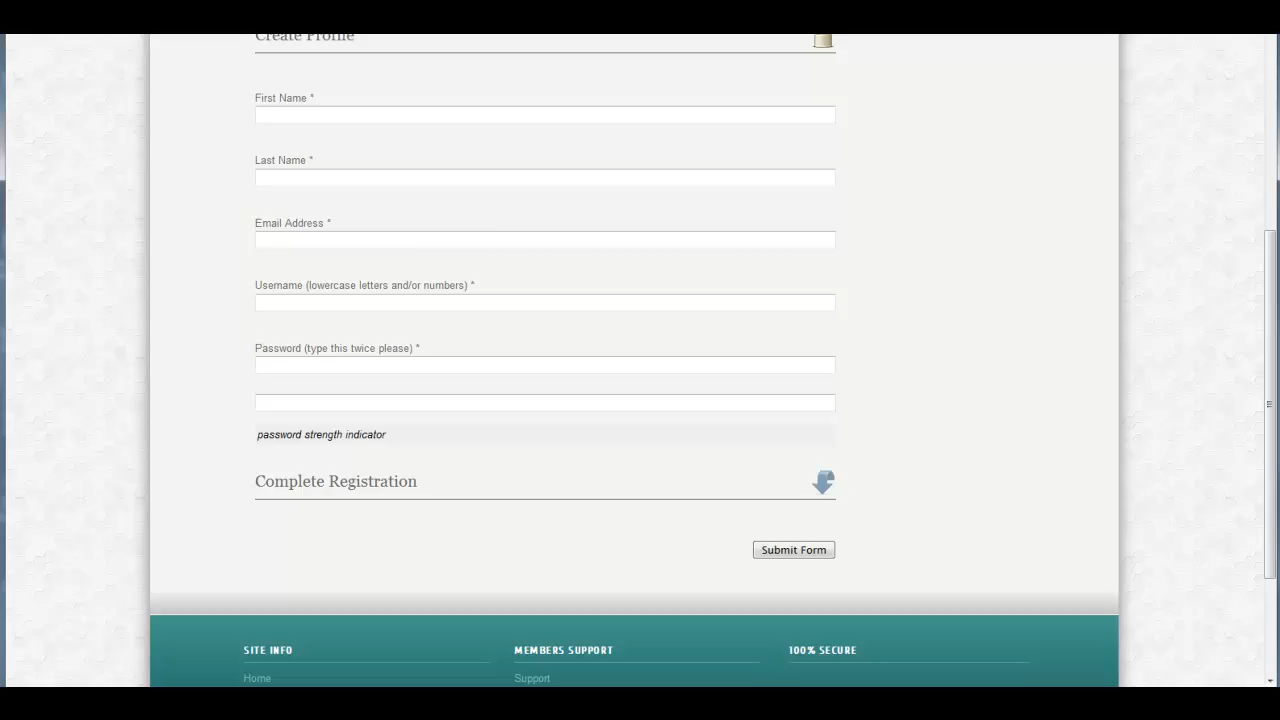 Create Profile
First Name *
Last Name *
Email Address *
Username (lowercase letters and/or numbers) *
Password (type this twice please) *
password strength indicator
Complete Registration
Submit Form
SITE INFO
MEMBERS SUPPORT
100% SECURE
Home
Support